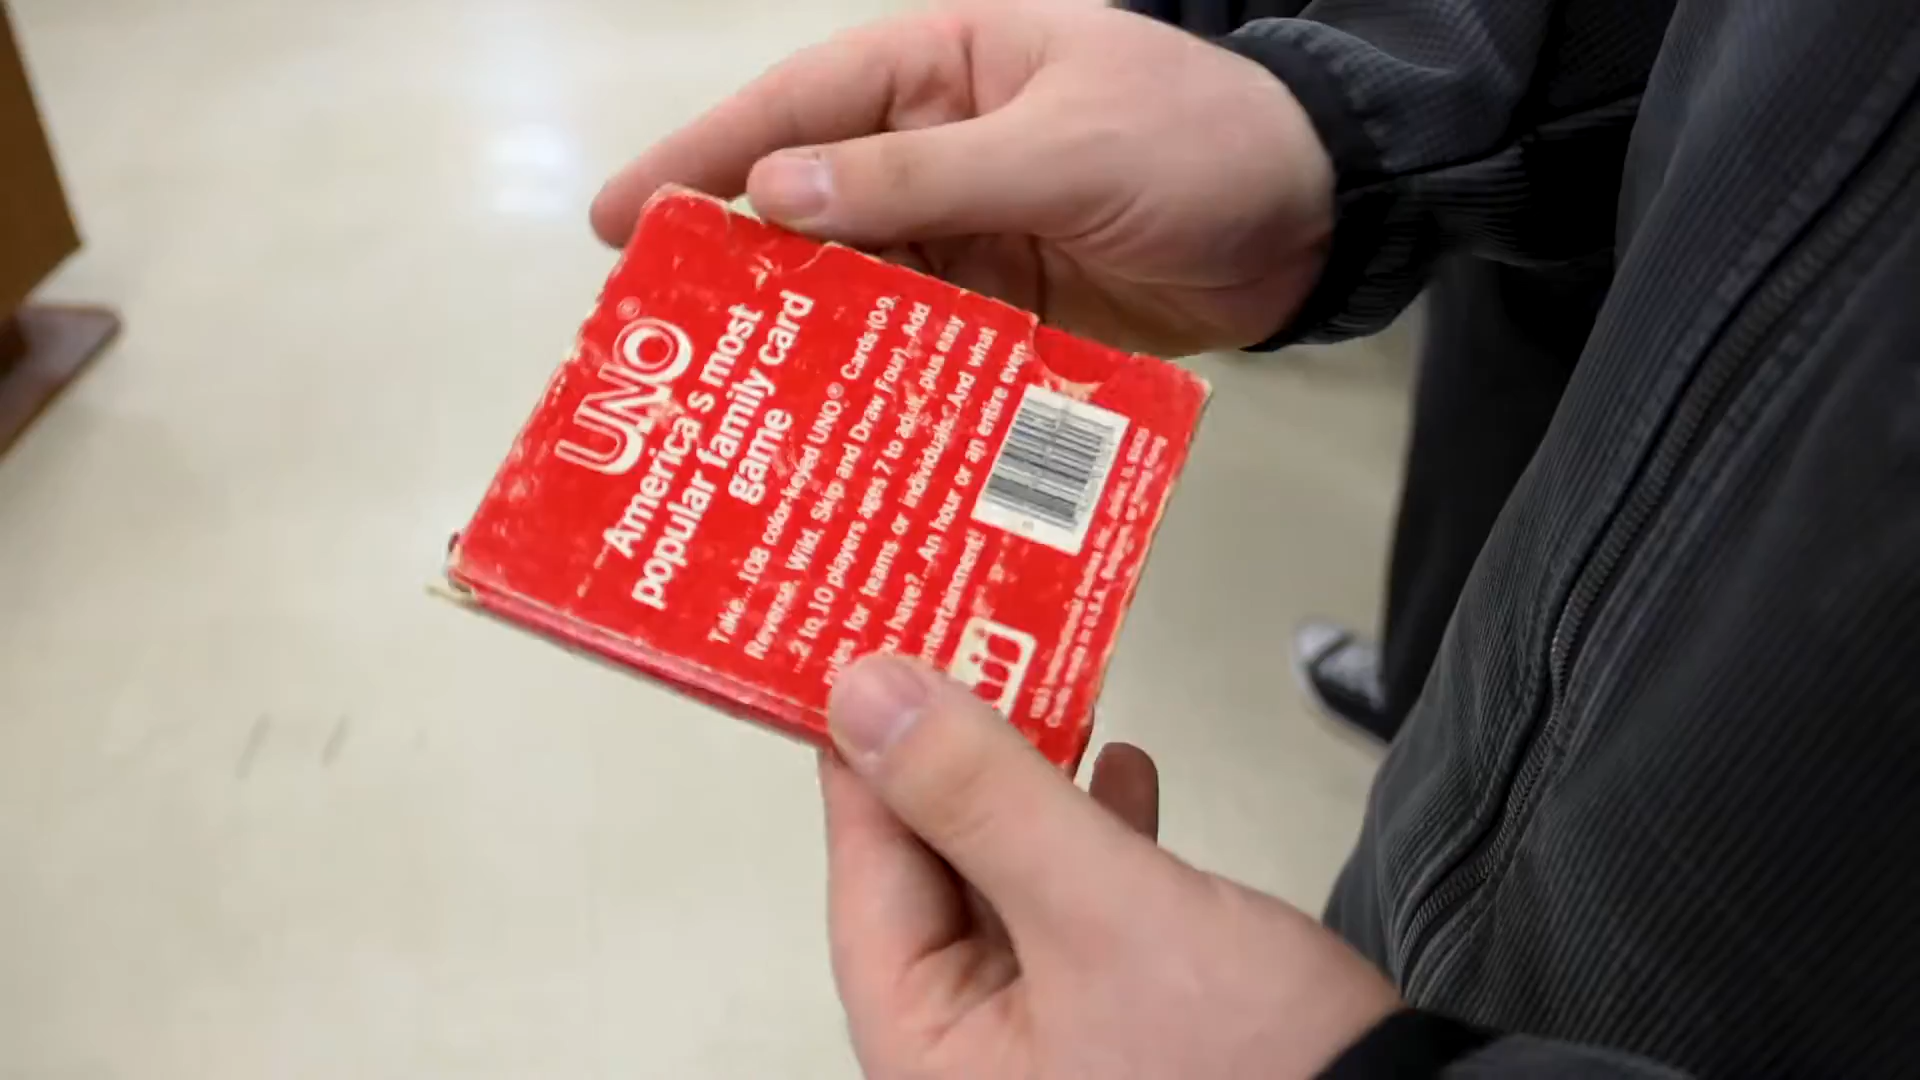 UNO®
America's most
popular family card
game
Take... 108 color-keyed UNO® Cards (0-9,
Reverse, Wild, Skip and Draw Four)...Add
...2 to 10 players ages 7 to adult...plus easy
rules for teams or individuals. And what
you have?...An hour or an entire even-
entertainment!